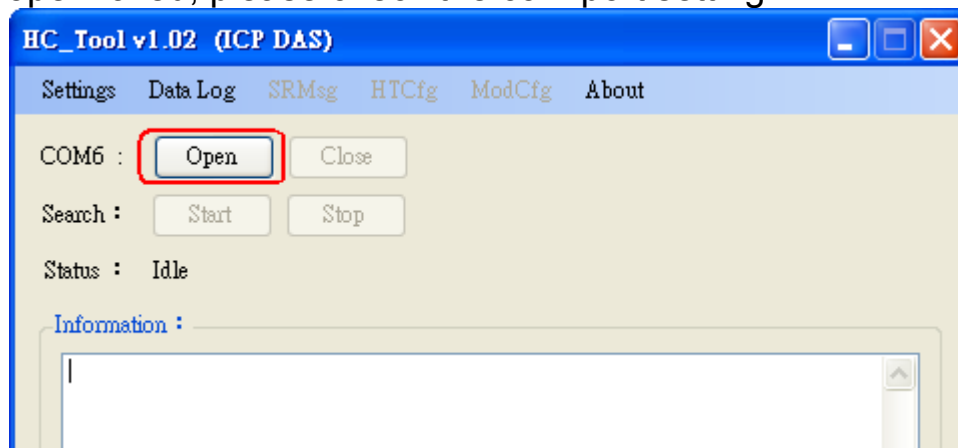 HC_Tool v1.02 (ICP DAS)
Settings Data Log SRMsg HTCfg ModCfg About
COM6 : Open Close
Search : Start Stop
Status : Idle
Information :